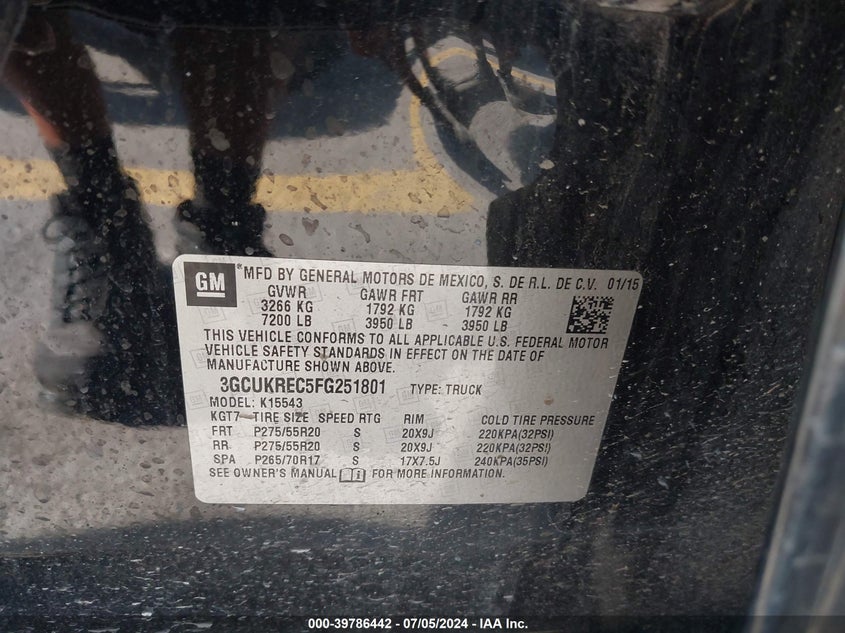 GM ® MFD BY GENERAL MOTORS DE MEXICO, S. DE R.L. DE C.V. 01/15
GVWR GAWR FRT GAWR RR
3266 KG 1792 KG 1792 KG
7200 LB 3950 LB 3950 LB
THIS VEHICLE CONFORMS TO ALL APPLICABLE U.S. FEDERAL MOTOR
VEHICLE SAFETY STANDARDS IN EFFECT ON THE DATE OF
MANUFACTURE SHOWN ABOVE.
3GCUKREC5FG251801 TYPE: TRUCK
MODEL: K15543
KGT7 TIRE SIZE SPEED RTG RIM COLD TIRE PRESSURE
FRT P275/55R20 S 20X9J 220KPA(32PSI)
RR P275/55R20 S 20X9J 220KPA(32PSI)
SPA P265/70R17 S 17X7.5J 240KPA(35PSI)
SEE OWNER'S MANUAL FOR MORE INFORMATION.
000-39786442 - 07/05/2024 - IAA Inc.